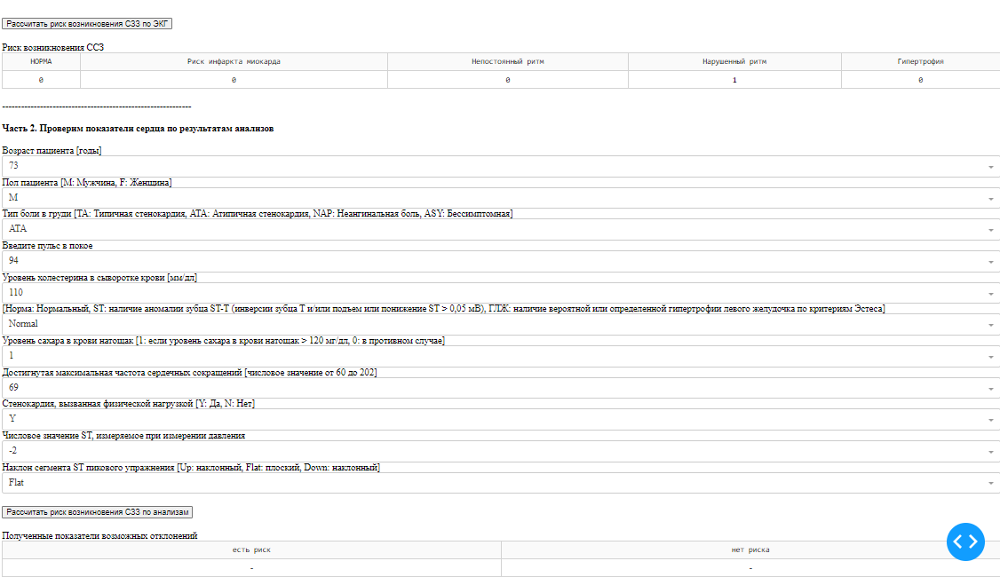 Рассчитать риск возникновения СЗЗ по ЭКГ
Риск возникновения ССЗ
НОРМА Риск инфаркта миокарда Непостоянный ритм Нарушенный ритм Гипертрофия
0 0 0 1 0
------------------------------------------------------------
Часть 2. Проверим показатели сердца по результатам анализов
Возраст пациента [годы]
73
Пол пациента [M: Мужчина, F: Женщина]
M
Тип боли в груди [TA: Типичная стенокардия, ATA: Атипичная стенокардия, NAP: Неангинальная боль, ASY: Бессимптомная]
ATA
Введите пульс в покое
94
Уровень холестерина в сыворотке крови [мм/дл]
110
[Норма: Нормальный, ST: наличие аномалии зубца ST-T (инверсии зубца T и/или подъем или понижение ST > 0,05 мВ), ГЛЖ: наличие вероятной или определенной гипертрофии левого желудочка по критериям Эстеса]
Normal
Уровень сахара в крови натощак [1: если уровень сахара в крови натощак > 120 мг/дл, 0: в противном случае]
1
Достигнутая максимальная частота сердечных сокращений [числовое значение от 60 до 202]
69
Стенокардия, вызванная физической нагрузкой [Y: Да, N: Нет]
Y
Числовое значение ST, измеряемое при измерении давления
-2
Наклон сегмента ST пикового упражнения [Up: наклонный, Flat: плоский, Down: наклонный]
Flat
Рассчитать риск возникновения СЗЗ по анализам
Полученные показатели возможных отклонений
есть риск нет риска
- -